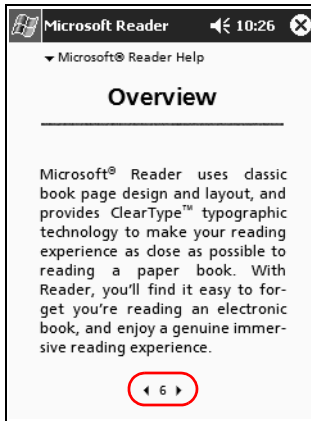 Microsoft Reader 10:26
Microsoft® Reader Help
Overview
Microsoft® Reader uses classic
book page design and layout, and
provides ClearType™ typographic
technology to make your reading
experience as close as possible to
reading a paper book. With
Reader, you'll find it easy to for-
get you're reading an electronic
book, and enjoy a genuine immer-
sive reading experience.
6